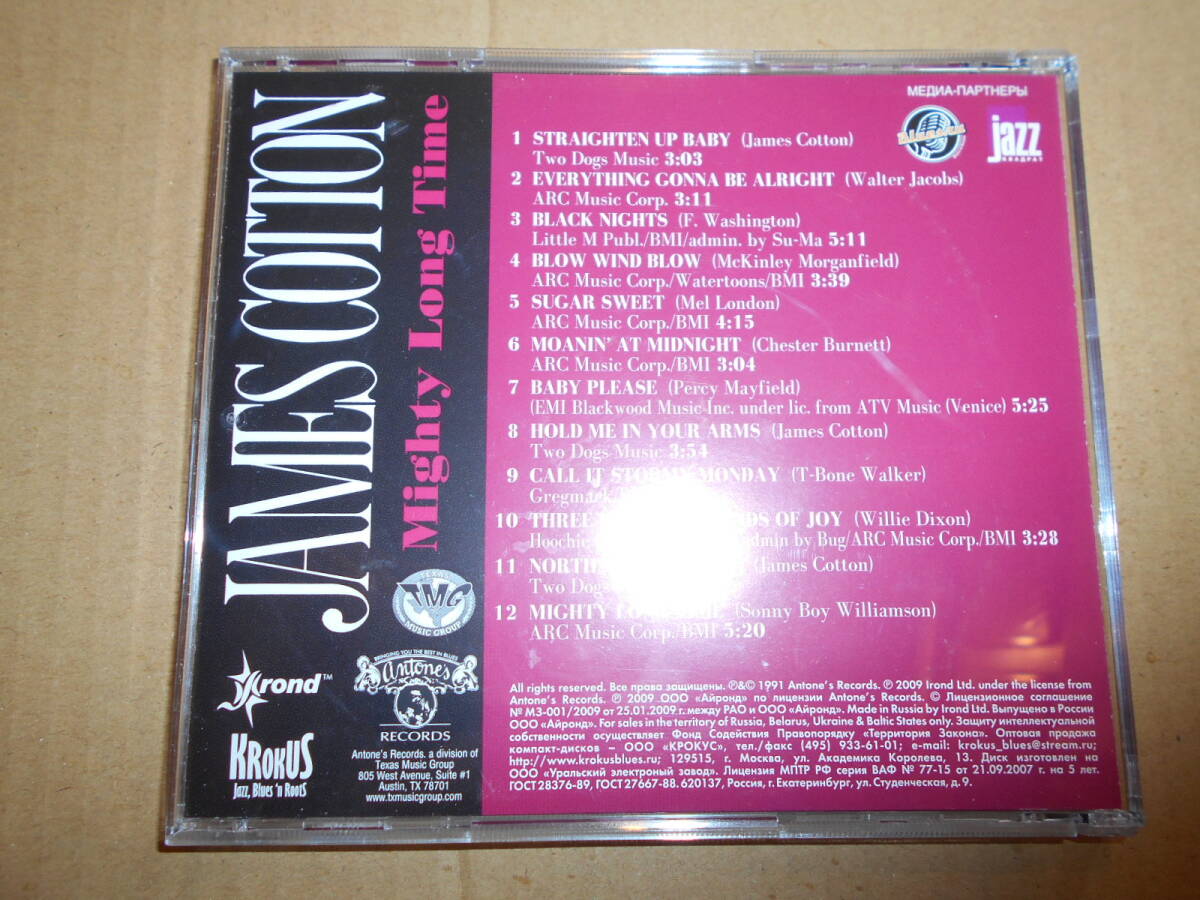 JAMES COTTON
Mighty Long Time
МЕДИА-ПАРТНЕРЫ
jazz
КВАДРАТ
1 STRAIGHTEN UP BABY (James Cotton)
Two Dogs Music 3:03
2 EVERYTHING GONNA BE ALRIGHT (Walter Jacobs)
ARC Music Corp. 3:11
3 BLACK NIGHTS (F. Washington)
Little M Publ./BMI/admin. by Su-Ma 5:11
4 BLOW WIND BLOW (McKinley Morganfield)
ARC Music Corp./Watertoons/BMI 3:39
5 SUGAR SWEET (Mel London)
ARC Music Corp./BMI 4:15
6 MOANIN' AT MIDNIGHT (Chester Burnett)
ARC Music Corp./BMI 3:04
7 BABY PLEASE (Percy Mayfield)
(EMI Blackwood Music Inc. under lic. from ATV Music (Venice) 5:25
8 HOLD ME IN YOUR ARMS (James Cotton)
Two Dogs Music 3:54
9 CALL IT STORMY MONDAY (T-Bone Walker)
Gregmark
10 THREE OF JOY (Willie Dixon)
Hoochie admin by Bug/ARC Music Corp./BMI 3:28
11 (James Cotton)
Two Dogs
12 MIGHTY LONG TIME (Sonny Boy Williamson)
ARC Music Corp./BMI 5:20
TEXAS
TMG
MUSIC GROUP
Irond™
KROKUS
Jazz, Blues 'n Roots
BRINGING YOU THE BEST IN BLUES
Antone's
RECORDS
Antone's Records. a division of
Texas Music Group
805 West Avenue, Suite #1
Austin, TX 78701
www.txmusicgroup.com
All rights reserved. Все права защищены. ℗&© 1991 Antone's Records. ℗ 2009 Irond Ltd. under the license from
Antone's Records. ℗ 2009 ООО «Айронд» по лицензии Antone's Records. © Лицензионное соглашение
№ МЗ-001/2009 от 25.01.2009 г.между РАО и ООО «Айронд». Made in Russia by Irond Ltd. Выпущено в России
ООО «Айронд». For sales in the territory of Russia, Belarus, Ukraine & Baltic States only. Защиту интеллектуальной
собственности осуществляет Фонд Содействия Правопорядку «Территория Закона». Оптовая продажа
компакт-дисков – ООО «КРОКУС», тел./факс (495) 933-61-01; e-mail: krokus_blues@stream.ru;
http://www.krokusblues.ru; 129515, г. Москва, ул. Академика Королева, 13. Диск изготовлен на
ООО «Уральский электроный завод». Лицензия МПТР РФ серия ВАФ № 77-15 от 21.09.2007 г. на 5 лет.
ГОСТ 28376-89, ГОСТ 27667-88. 620137, Россия, г. Екатеринбург, ул. Студенческая, д. 9.